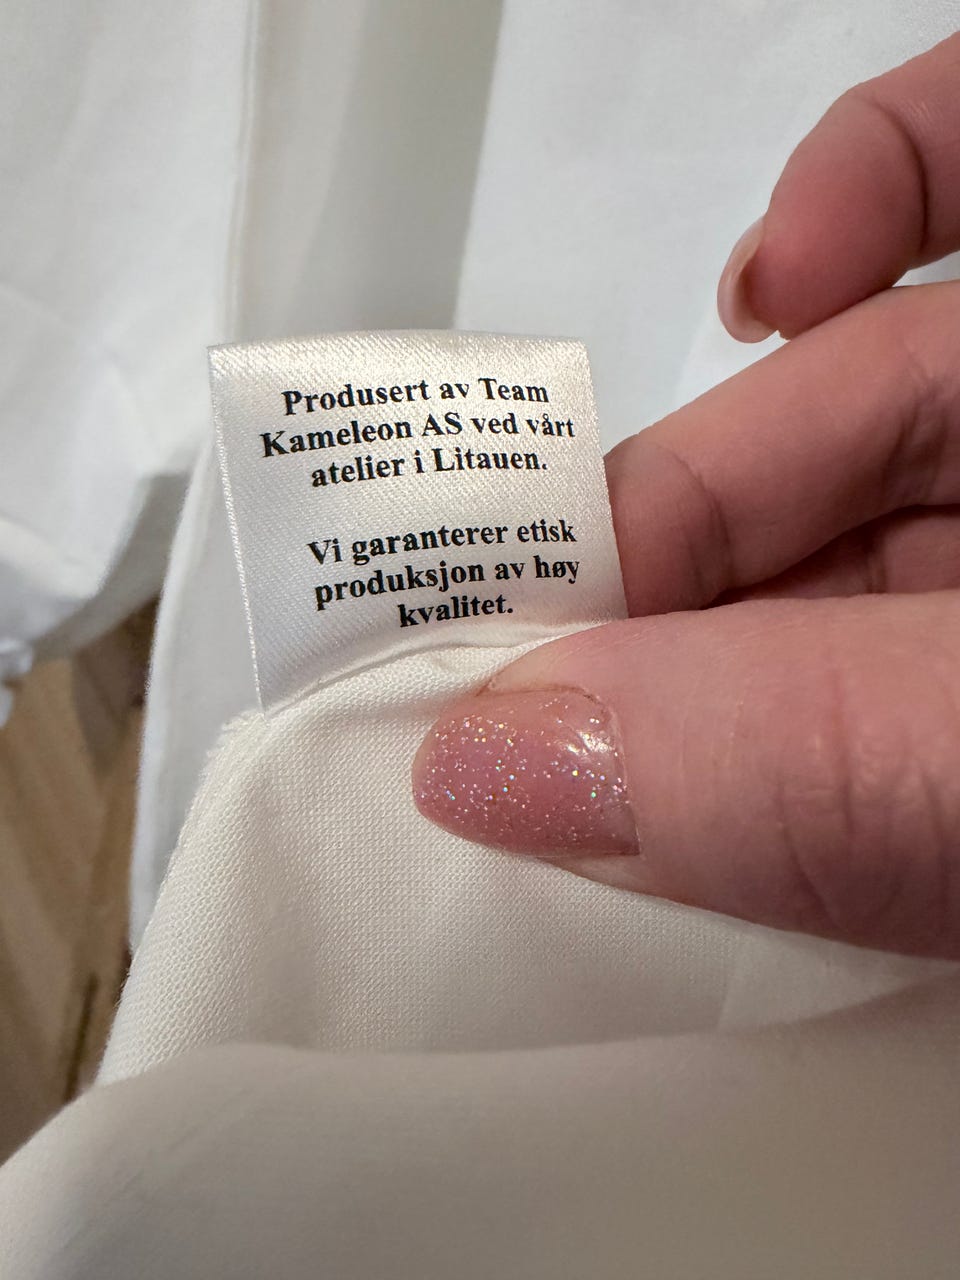 Produsert av Team
Kameleon AS ved vårt
atelier i Litauen.
Vi garanterer etisk
produksjon av høy
kvalitet.